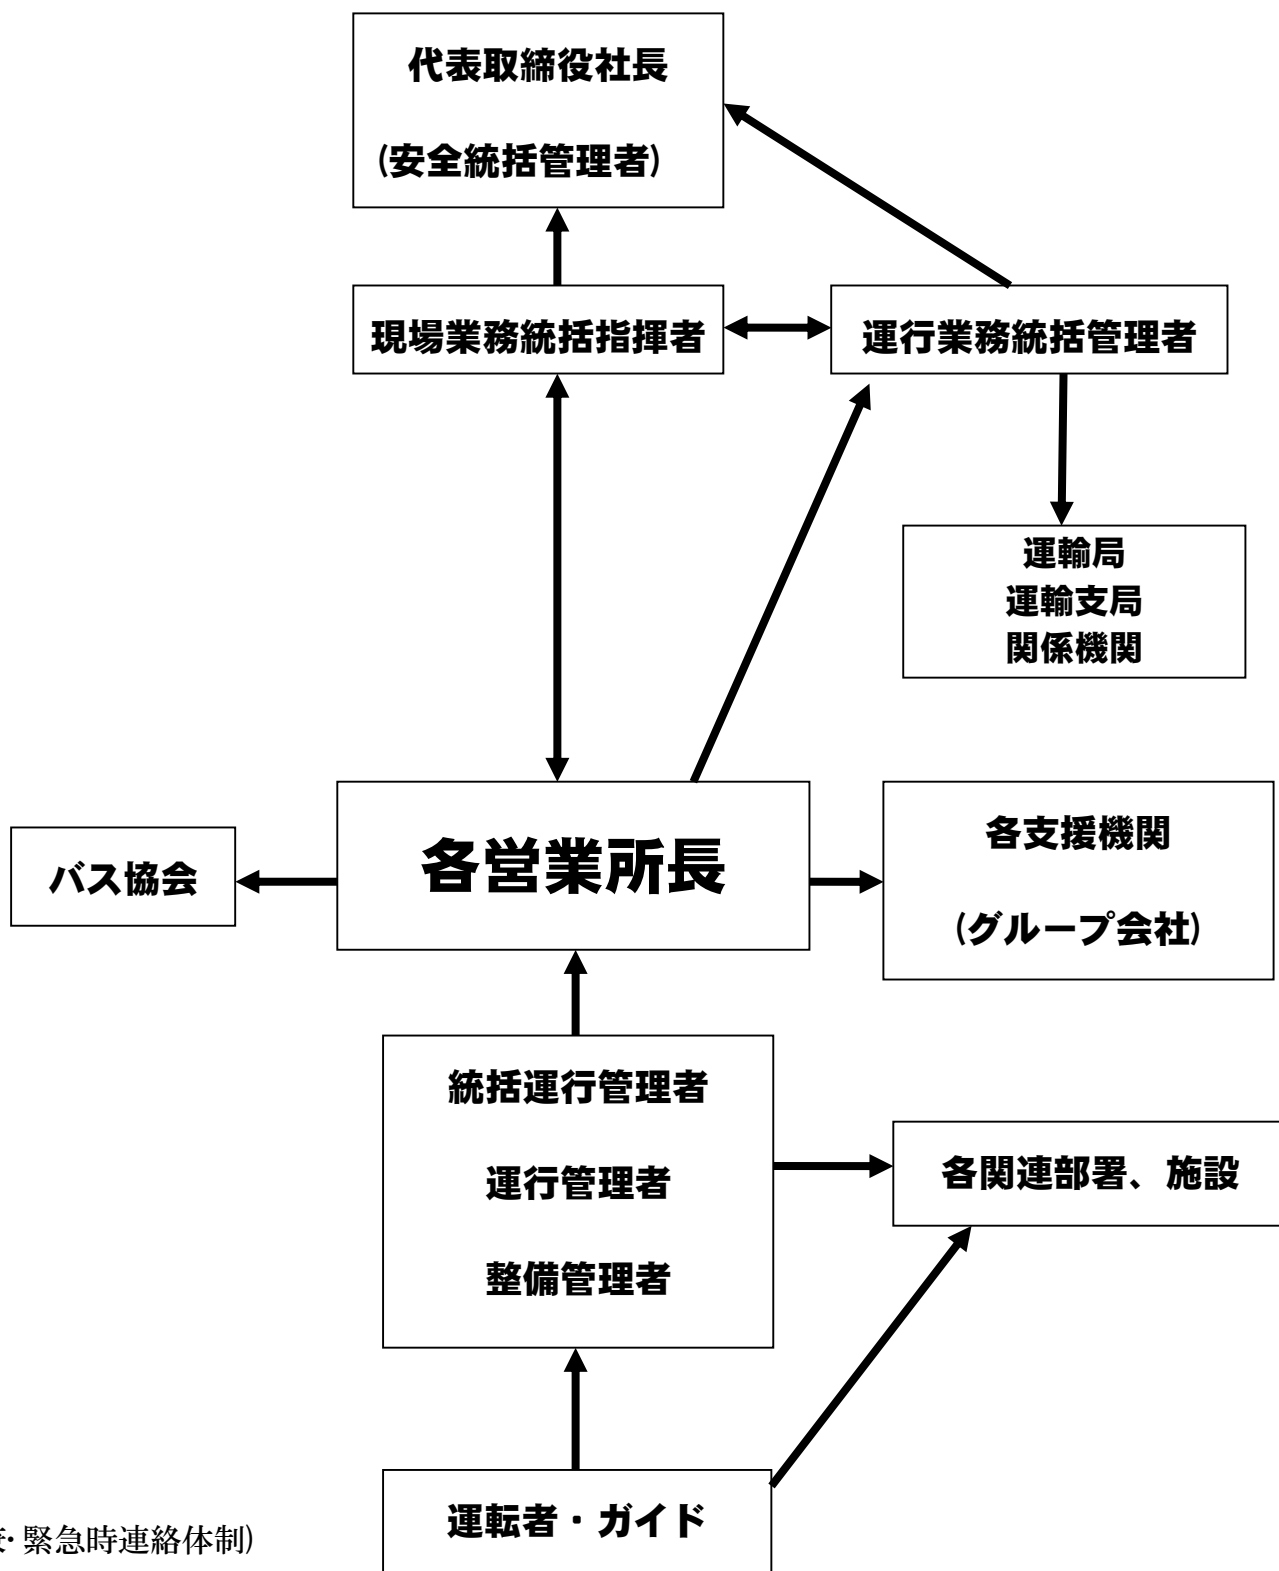 代表取締役社長
(安全統括管理者)
現場業務統括指揮者
運行業務統括管理者
運輸局
運輸支局
関係機関
各営業所長
バス協会
各支援機関
(グループ会社)
統括運行管理者
運行管理者
整備管理者
各関連部署、施設
運転者・ガイド
・緊急時連絡体制)